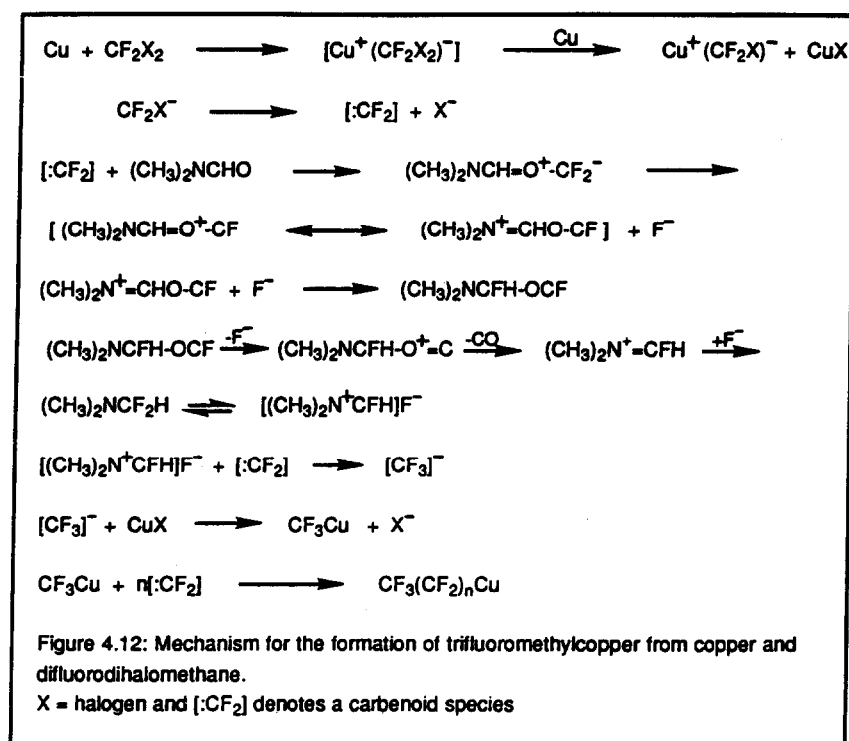 Cu + CF₂X₂ ⟶ [Cu⁺(CF₂X₂)⁻] ⟶ Cu Cu⁺(CF₂X)⁻ + CuX
CF₂X⁻ ⟶ [:CF₂] + X⁻
[:CF₂] + (CH₃)₂NCHO ⟶ (CH₃)₂NCH=O⁺-CF₂⁻ ⟶
[ (CH₃)₂NCH=O⁺-CF ⟷ (CH₃)₂N⁺=CHO-CF ] + F⁻
(CH₃)₂N⁺=CHO-CF + F⁻ ⟶ (CH₃)₂NCFH-OCF
(CH₃)₂NCFH-OCF -F⁻⟶ (CH₃)₂NCFH-O⁺=C -CO⟶ (CH₃)₂N⁺=CFH +F⁻⟶
(CH₃)₂NCF₂H ⇌ [(CH₃)₂N⁺CFH]F⁻
[(CH₃)₂N⁺CFH]F⁻ + [:CF₂] ⟶ [CF₃]⁻
[CF₃]⁻ + CuX ⟶ CF₃Cu + X⁻
CF₃Cu + n[:CF₂] ⟶ CF₃(CF₂)ₙCu
Figure 4.12: Mechanism for the formation of trifluoromethylcopper from copper and
difluorodihalomethane.
X = halogen and [:CF₂] denotes a carbenoid species